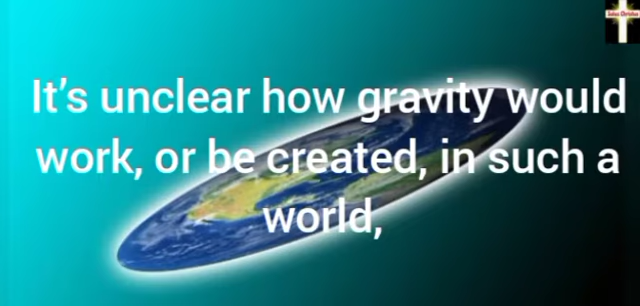 It's unclear how gravity would
work, or be created, in such a
world,